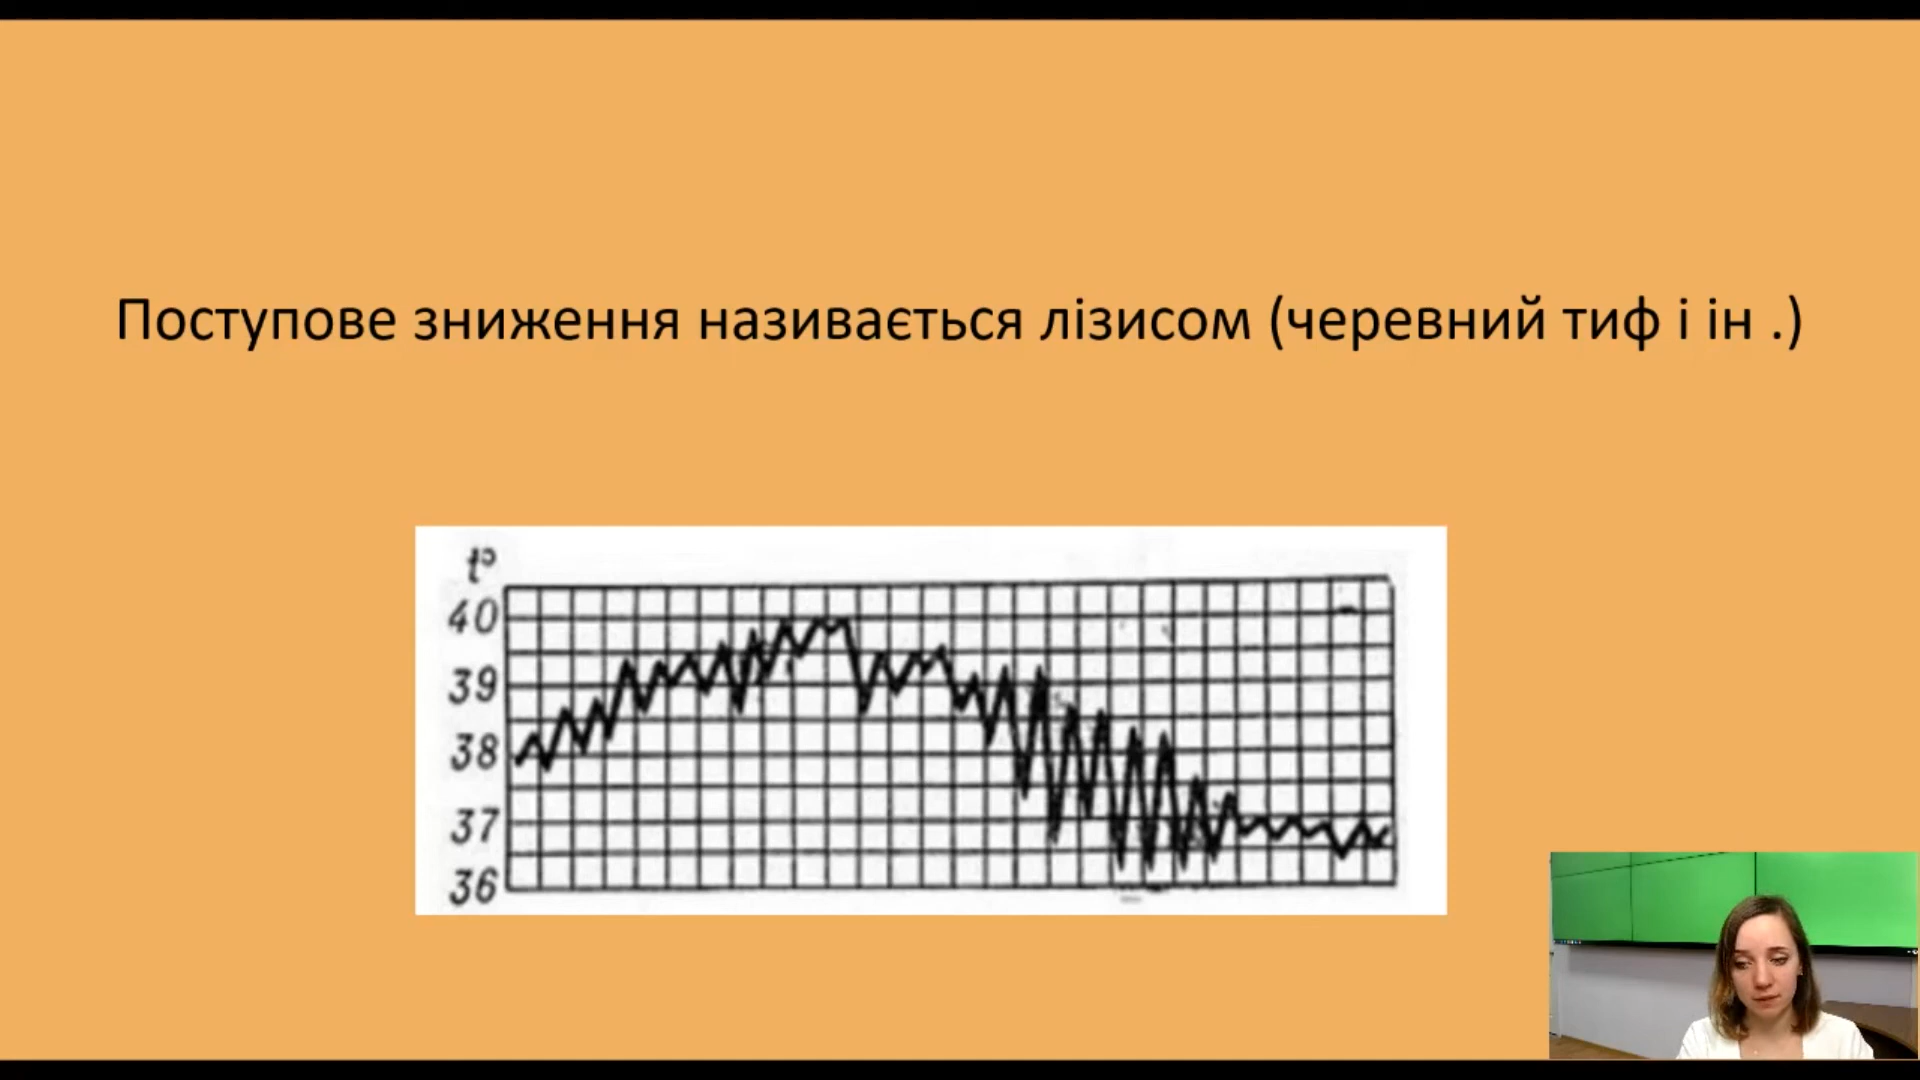 Поступове зниження називається лізисом (черевний тиф і ін .)
t°
40
39
38
37
36